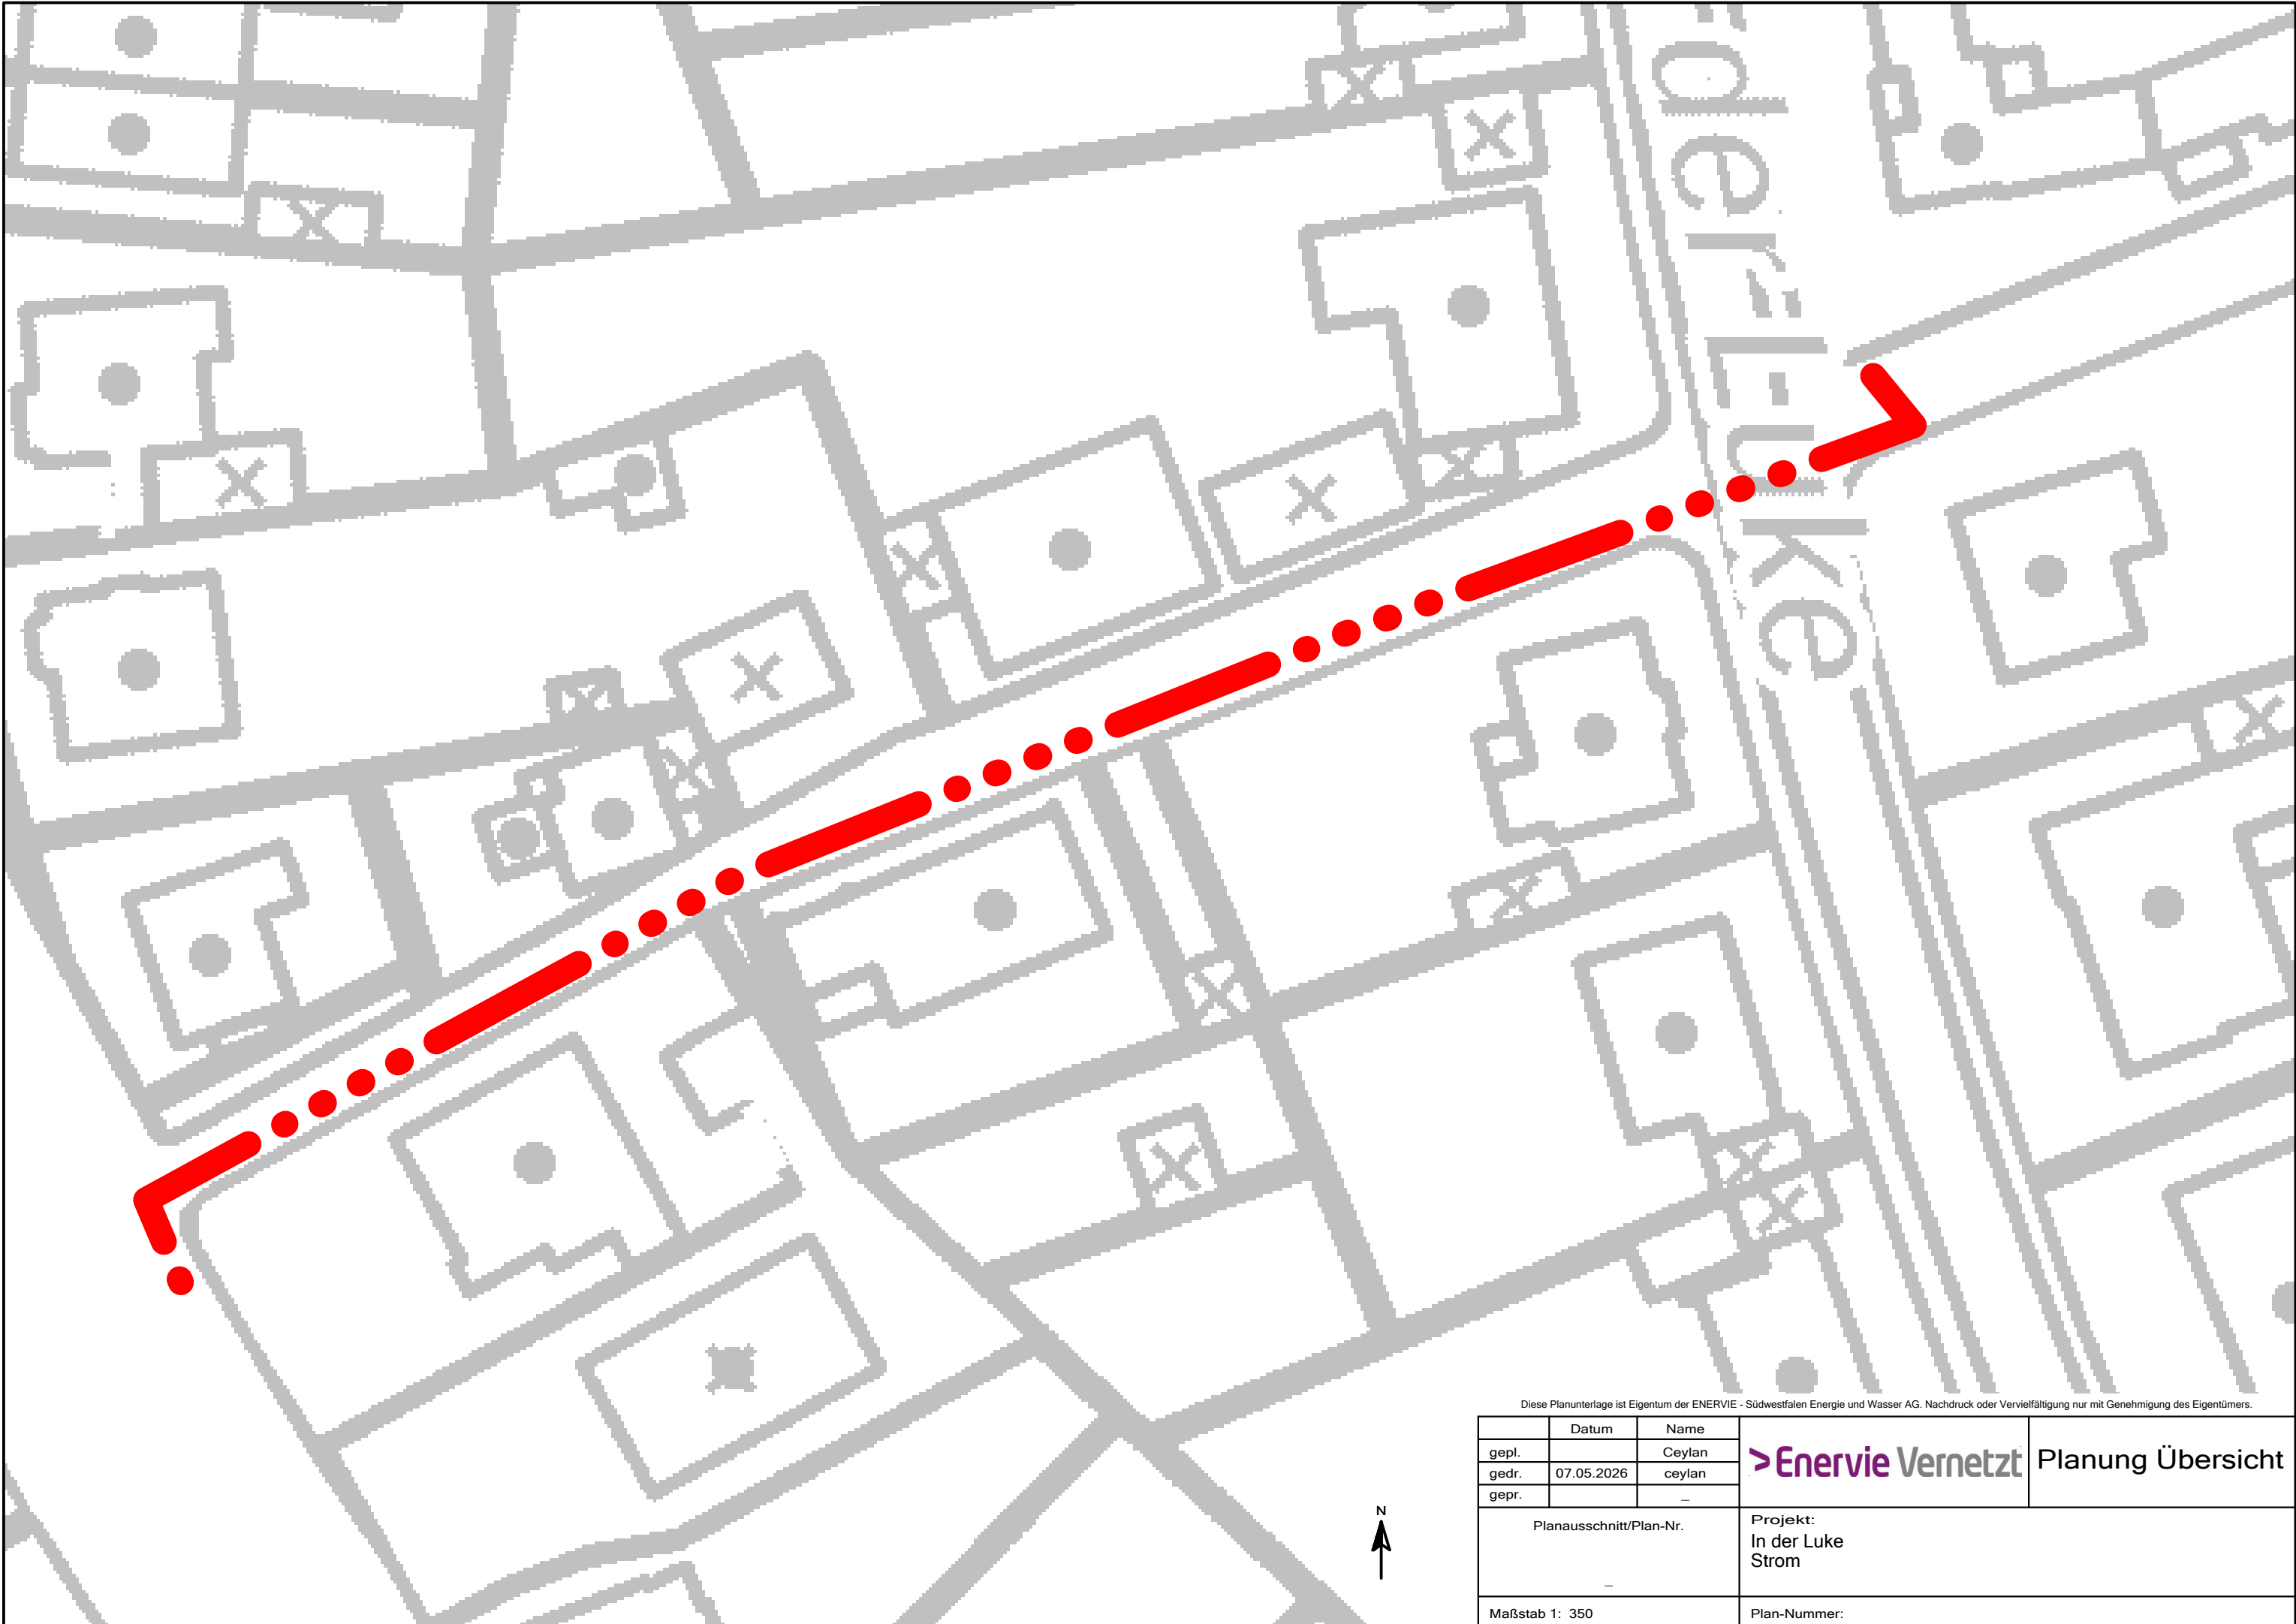 der-Luke
Diese Planunterlage ist Eigentum der ENERVIE - Südwestfalen Energie und Wasser AG. Nachdruck oder Vervielfältigung nur mit Genehmigung des Eigentümers.
Datum Name
gepl. Ceylan
gedr. 07.05.2026 ceylan
gepr. _
>Enervie Vernetzt
Planung Übersicht
N
Planausschnitt/Plan-Nr.
_
Projekt:
In der Luke
Strom
Maßstab 1: 350
Plan-Nummer: